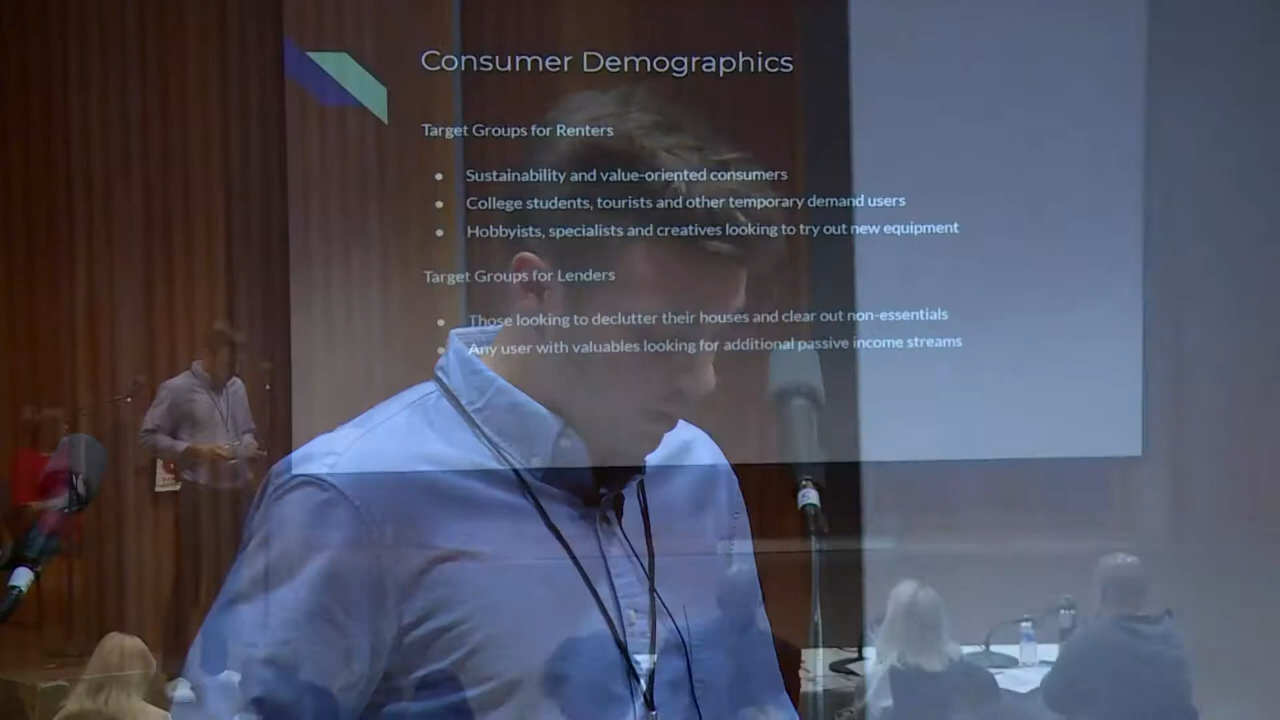 Consumer Demographics
Target Groups for Renters
Sustainability and value-oriented consumers
College students, tourists and other temporary demand users
Hobbyists, specialists and creatives looking to try out new equipment
Target Groups for Lenders
Those looking to declutter their houses and clear out non-essentials
Any user with valuables looking for additional passive income streams